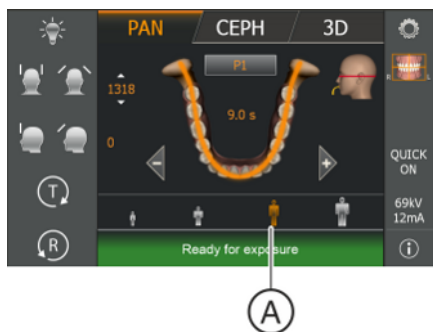 PAN CEPH 3D
P1
1318
R L
9.0 s
0
- +
QUICK
ON
T
69kV
12mA
R
Ready for exposure
i
A